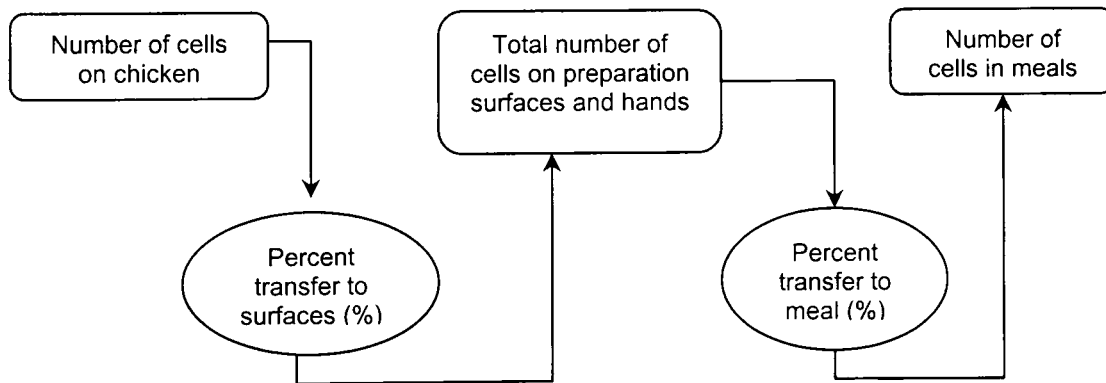 Number of cells
on chicken
Total number of
cells on preparation
surfaces and hands
Number of
cells in meals
Percent
transfer to
surfaces (%)
Percent
transfer to
meal (%)